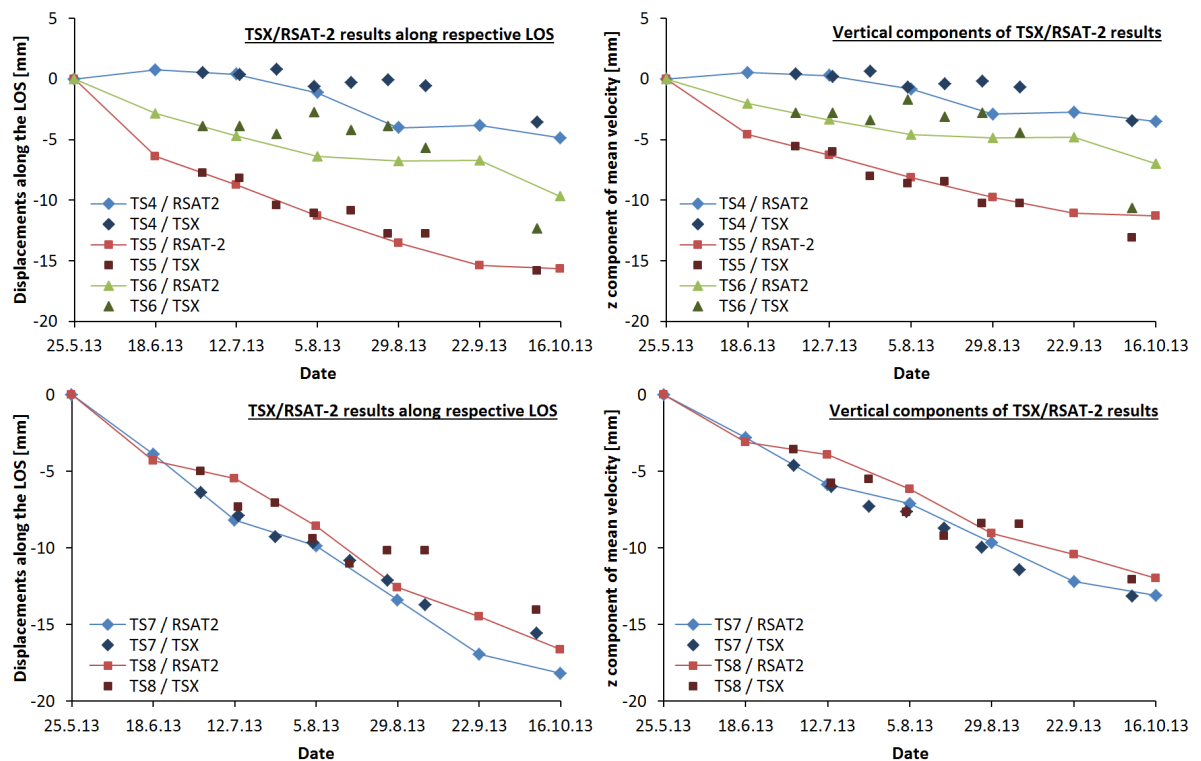 TSX/RSAT-2 results along respective LOS
Displacements along the LOS [mm]
5
0
-5
-10
-15
-20
TS4 / RSAT2
TS4 / TSX
TS5 / RSAT-2
TS5 / TSX
TS6 / RSAT2
TS6 / TSX
25.5.13 18.6.13 12.7.13 5.8.13 29.8.13 22.9.13 16.10.13
Date
Vertical components of TSX/RSAT-2 results
z component of mean velocity [mm]
5
0
-5
-10
-15
-20
TS4 / RSAT2
TS4 / TSX
TS5 / RSAT-2
TS5 / TSX
TS6 / RSAT2
TS6 / TSX
25.5.13 18.6.13 12.7.13 5.8.13 29.8.13 22.9.13 16.10.13
Date
TSX/RSAT-2 results along respective LOS
Displacements along the LOS [mm]
0
-5
-10
-15
-20
TS7 / RSAT2
TS7 / TSX
TS8 / RSAT2
TS8 / TSX
25.5.13 18.6.13 12.7.13 5.8.13 29.8.13 22.9.13 16.10.13
Date
Vertical components of TSX/RSAT-2 results
z component of mean velocity [mm]
0
-5
-10
-15
-20
TS7 / RSAT2
TS7 / TSX
TS8 / RSAT2
TS8 / TSX
25.5.13 18.6.13 12.7.13 5.8.13 29.8.13 22.9.13 16.10.13
Date